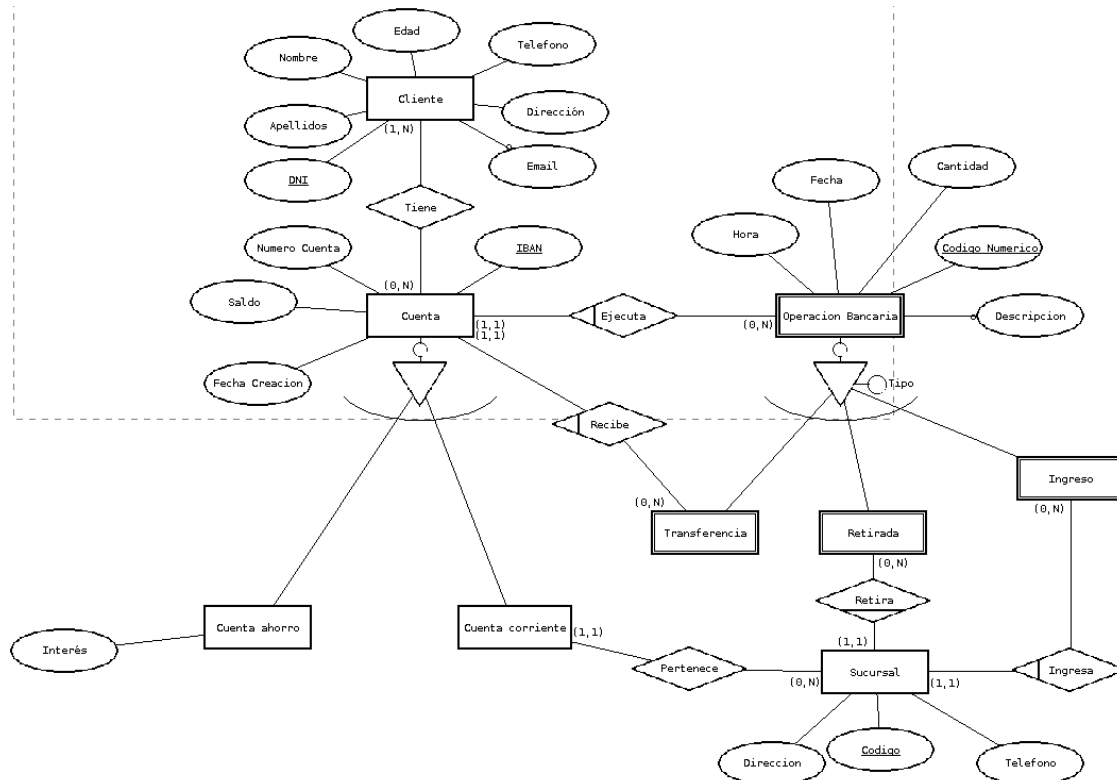 Edad
Telefono
Nombre
Cliente
Dirección
Apellidos
(1,N)
Email
DNI
Tiene
Fecha
Cantidad
Hora
Codigo Numerico
Numero Cuenta
IBAN
(0,N)
Saldo
Cuenta
(1,1)
(1,1)
Ejecuta
(0,N)
Operacion Bancaria
Descripcion
Fecha Creacion
Tipo
Recibe
(0,N)
Transferencia
Retirada
(0,N)
Ingreso
(0,N)
Retira
Cuenta ahorro
Cuenta corriente
(1,1)
(1,1)
Interés
Pertenece
(0,N)
Sucursal
(1,1)
Ingresa
Direccion
Codigo
Telefono